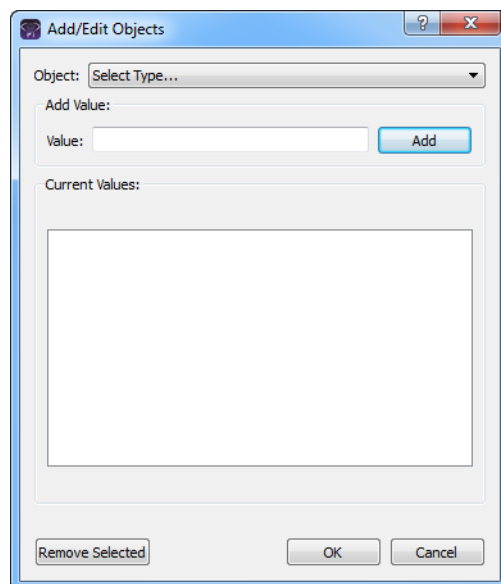 Add/Edit Objects
?
Object: Select Type...
Add Value:
Value: Add
Current Values:
Remove Selected OK Cancel